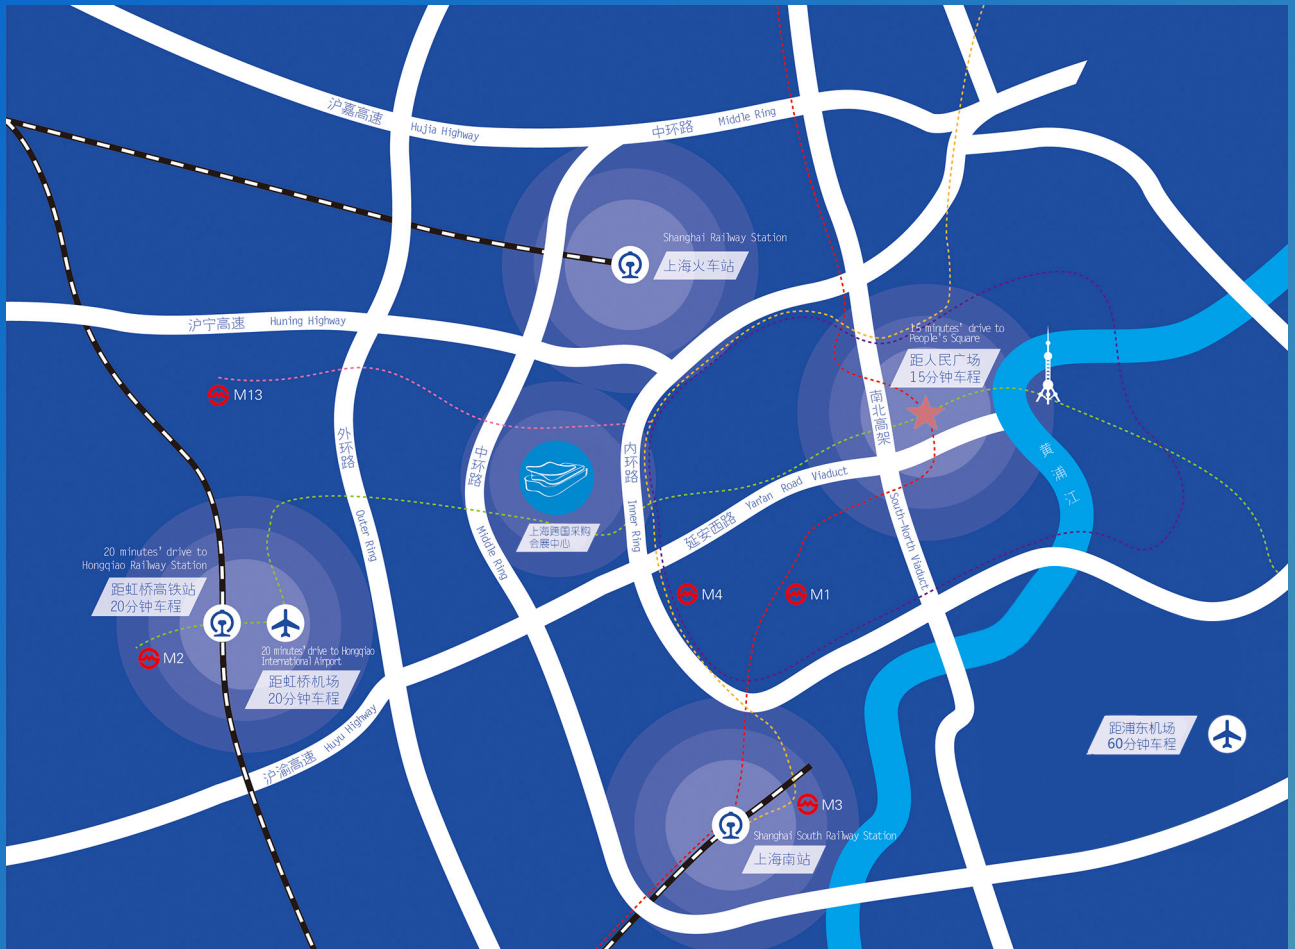 沪嘉高速
Hujia Highway
中环路
Middle Ring
Shanghai Railway Station
上海火车站
沪宁高速
Huning Highway
15 minutes' drive to
People's Square
距人民广场
15分钟车程
M13
南北高架
外环路
中环路
内环路
黄浦江
上海跨国采购
会展中心
Outer Ring
Middle Ring
Inner Ring
延安西路
Yan'an Road Viaduct
South-North Viaduct
20 minutes' drive to
Hongqiao Railway Station
距虹桥高铁站
20分钟车程
M4
M1
M2
20 minutes' drive to Hongqiao
International Airport
距虹桥机场
20分钟车程
沪渝高速
Huyu Highway
距浦东机场
60分钟车程
M3
Shanghai South Railway Station
上海南站